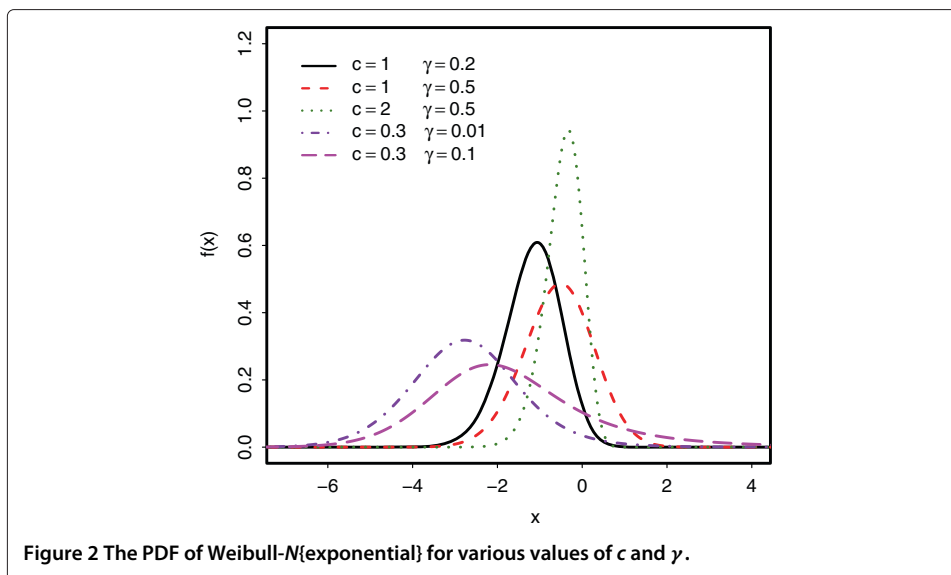 1.2
1.0
0.8
0.6
0.4
0.2
0.0
f(x)
c = 1 γ = 0.2
c = 1 γ = 0.5
c = 2 γ = 0.5
c = 0.3 γ = 0.01
c = 0.3 γ = 0.1
−6 −4 −2 0 2 4
x
Figure 2 The PDF of Weibull-N{exponential} for various values of c and γ.